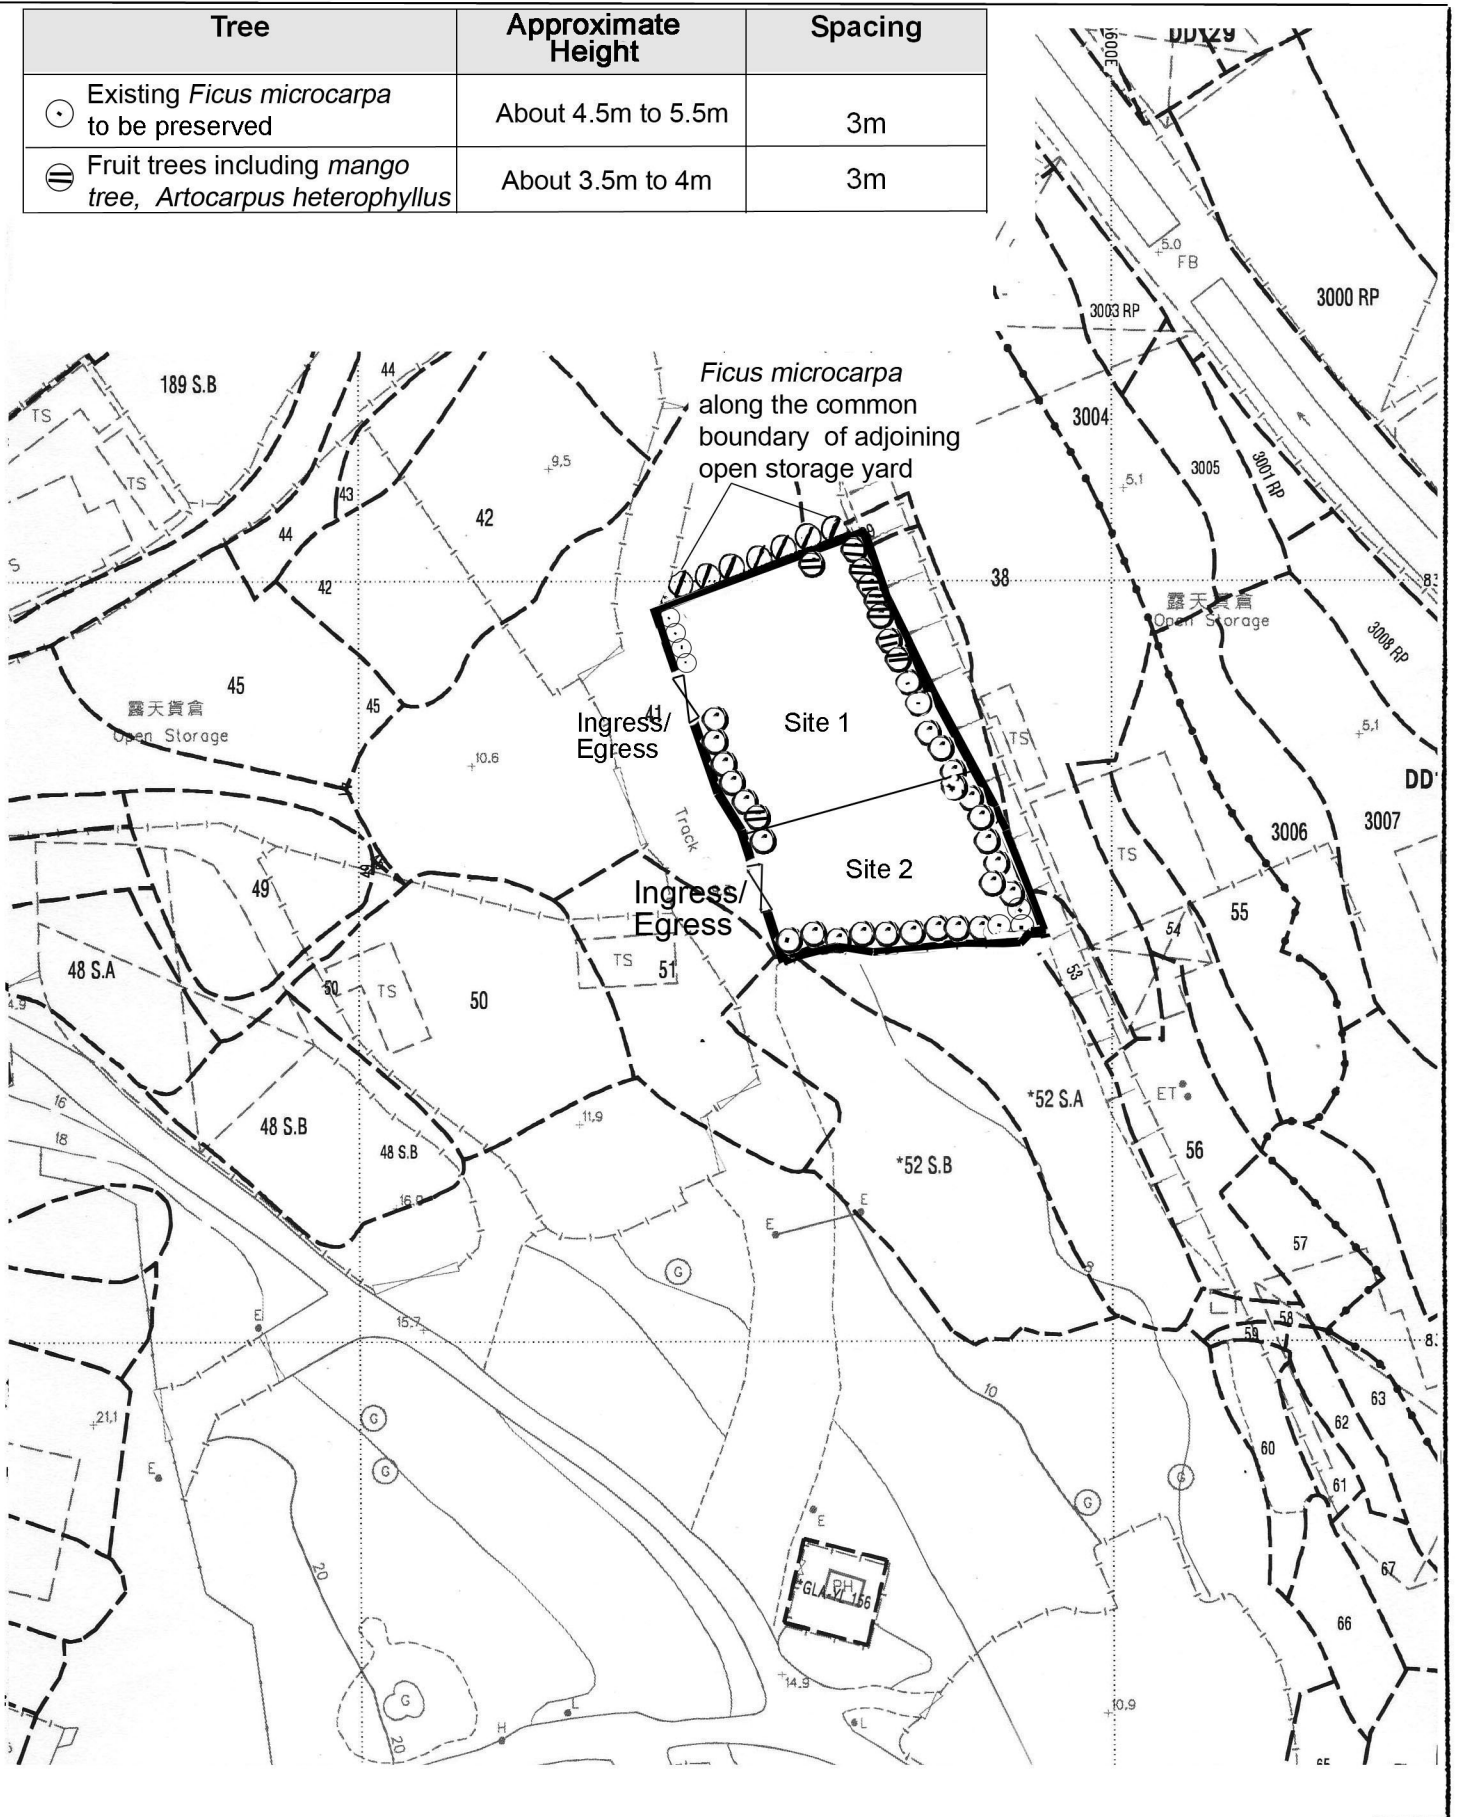 Tree
Approximate
Height
Spacing
Existing Ficus microcarpa
to be preserved
About 4.5m to 5.5m
3m
Fruit trees including mango
tree, Artocarpus heterophyllus
About 3.5m to 4m
3m
3000 RP
5.0
FB
3003 RP
189 S.B
44
TS
Ficus microcarpa
along the common
boundary of adjoining
open storage yard
3004
9.5
3005
3001 RP
5.1
TS
43
42
44
42
38
露天貨倉
Open Storage
3008 RP
45
45
露天貨倉
Open Storage
41
Ingress/
Egress
Site 1
TS
5.1
10.6
DD
Track
3006
3007
TS
Site 2
49
Ingress/
Egress
55
54
48 S.A
TS
51
53
50
TS
50
*52 S.A
ET
16
18
48 S.B
48 S.B
11.9
*52 S.B
56
16.9
E
E
57
G
9
E
15.7
58
59
10
63
21.1
G
62
60
E
G
G
G
61
E
20
67
PH
*GLA-YL 156
66
14.9
G
L
L
10.9
H
20